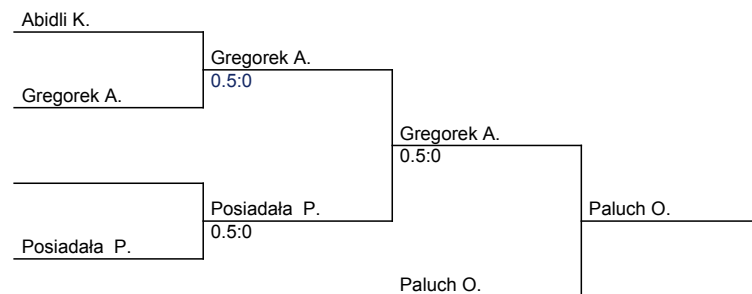 Abidli K.
Gregorek A.
0.5:0
Gregorek A.
Gregorek A.
0.5:0
Posiadała P.
0.5:0
Paluch O.
Posiadała P.
Paluch O.